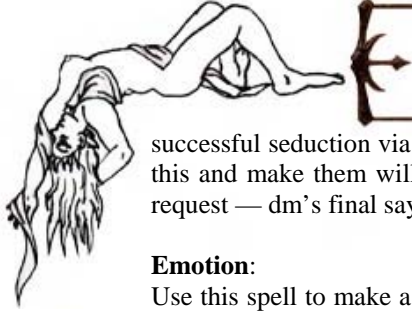 successful seduction via
this and make them will
request — dm's final say
Emotion:
Use this spell to make a